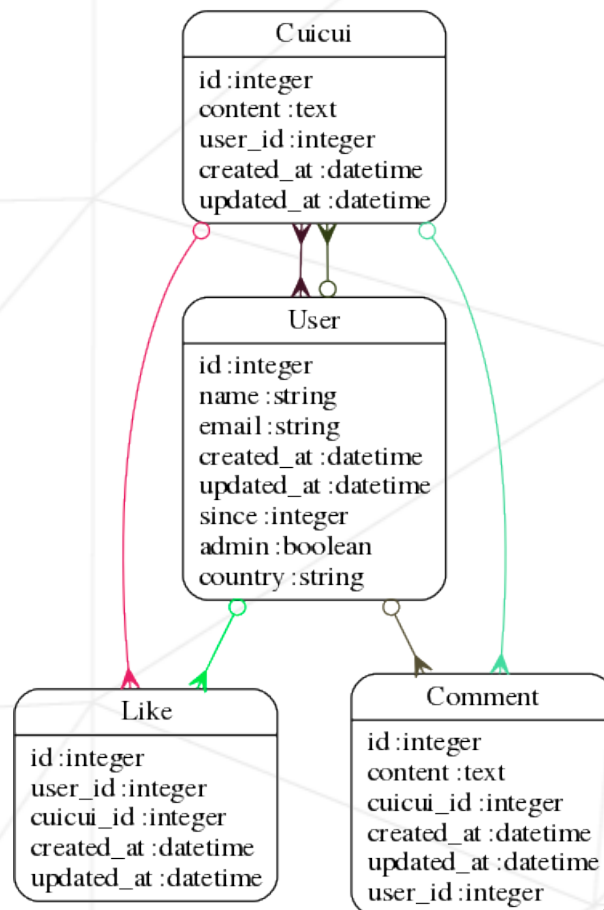 Cuicui
id :integer
content :text
user_id :integer
created_at :datetime
updated_at :datetime
User
id :integer
name :string
email :string
created_at :datetime
updated_at :datetime
since :integer
admin :boolean
country :string
Like
id :integer
user_id :integer
cuicui_id :integer
created_at :datetime
updated_at :datetime
Comment
id :integer
content :text
cuicui_id :integer
created_at :datetime
updated_at :datetime
user_id :integer